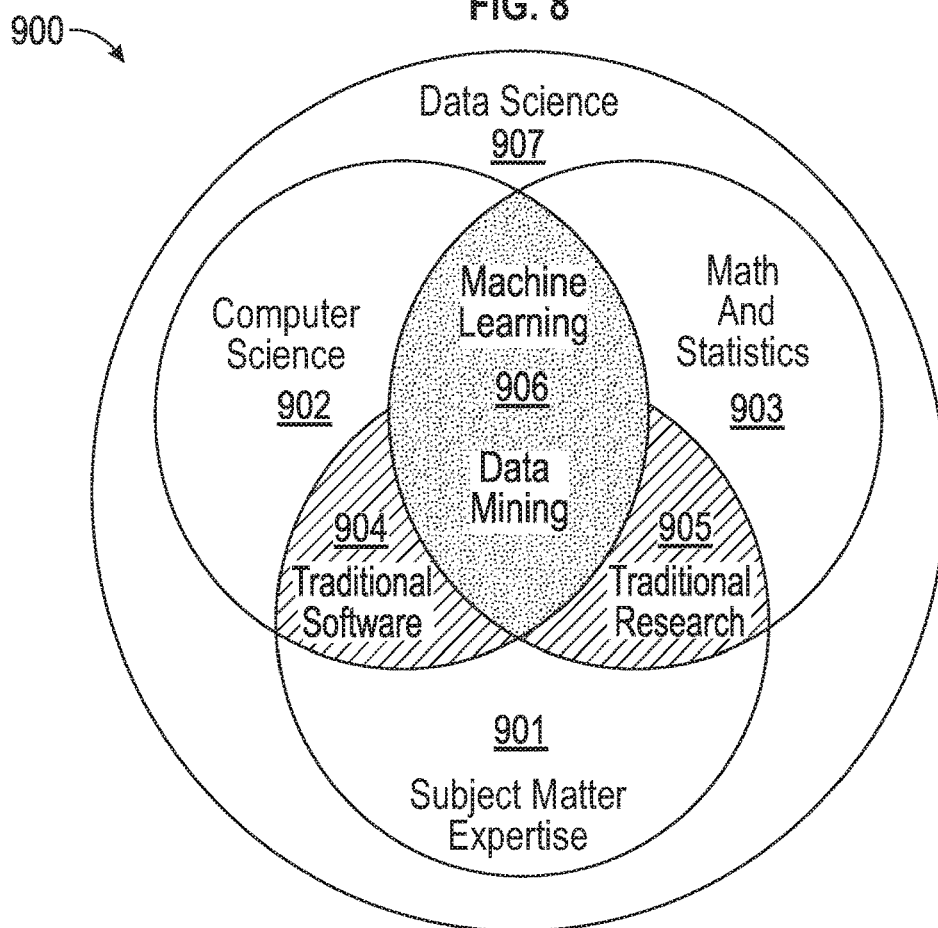 FIG. 8
900
Data Science
907
Machine
Learning
906
Data
Mining
Computer
Science
902
Math
And
Statistics
903
904
Traditional
Software
905
Traditional
Research
901
Subject Matter
Expertise